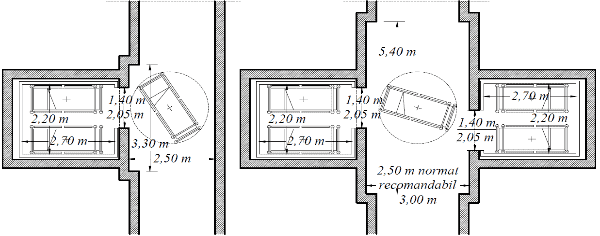 1,40 m
2,05 m
2,20 m
2,70 m
3,30 m
2,50 m
5,40 m
1,40 m
2,05 m
2,20 m
2,70 m
2,70 m
2,20 m
1,40 m
2,05 m
2,50 m normat
recomandabil
3,00 m